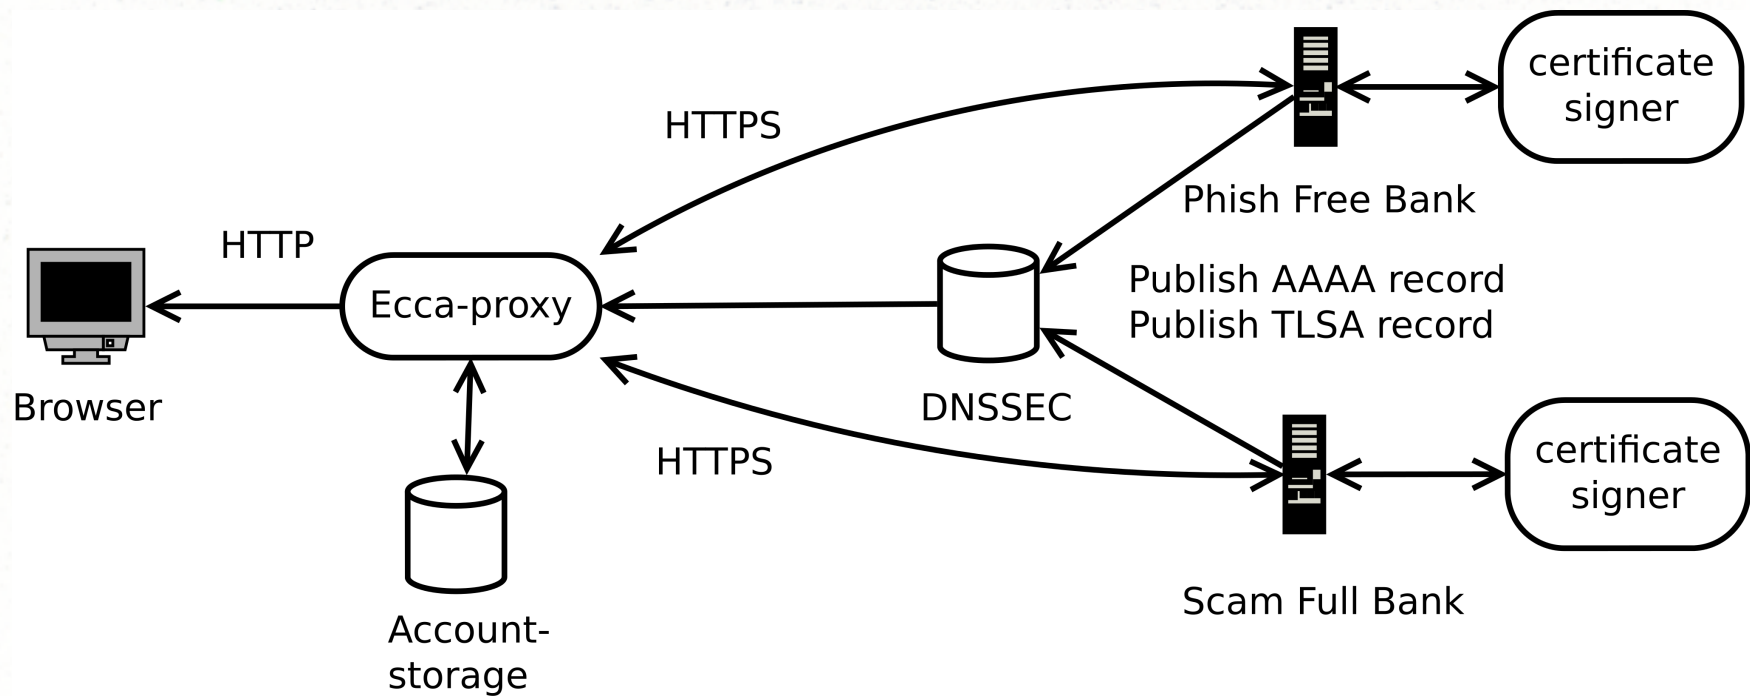 certificate
signer
HTTPS
Phish Free Bank
HTTP
Publish AAAA record
Ecca-proxy
Publish TLSA record
Browser
DNSSEC
certificate
signer
HTTPS
Scam Full Bank
Account-
storage